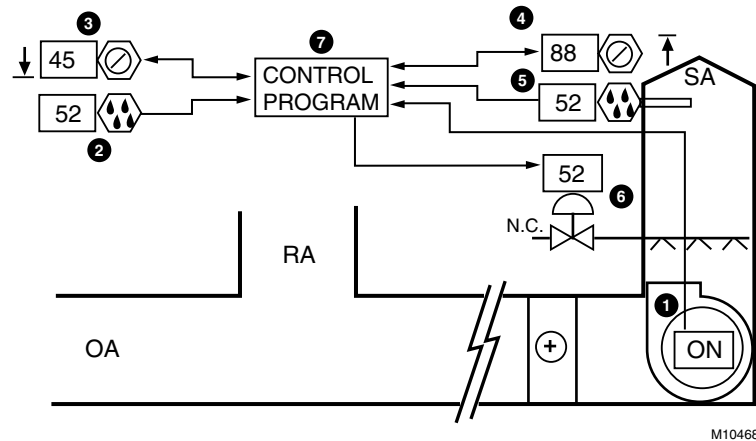 3
4
7
45
88
CONTROL
PROGRAM
SA
5
52
52
2
52
6
N.C.
RA
1
OA
+
ON
M10468